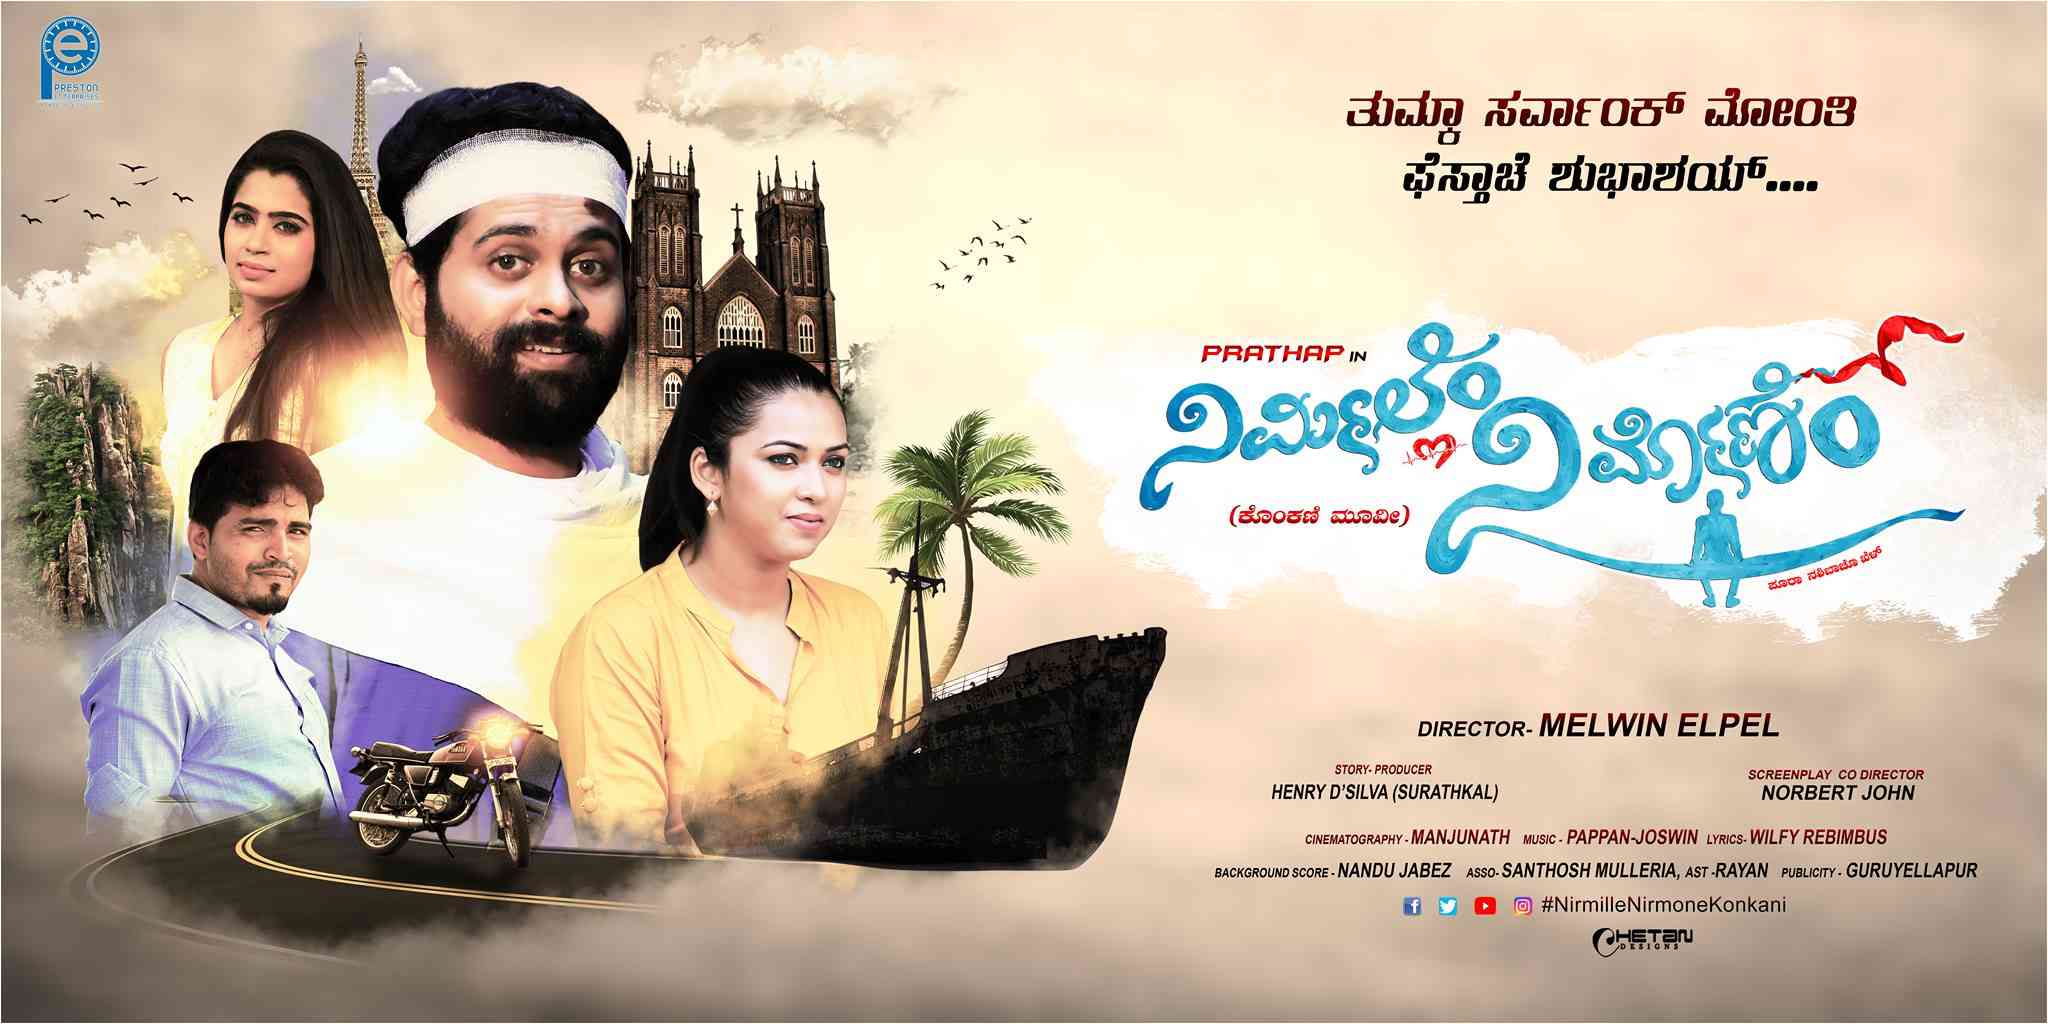 PRESTON
ತುಮ್ಕಾ ಸರ್ವಾಂಕ್ ಮೋಂತಿ
ಫೆಸ್ತಾಚೆ ಶುಭಾಶಯ್....
PRATHAP IN
ನಿರ್ಮಿಲೆಂ ನಿರ್ಮೊಣೆಂ
(ಕೊಂಕಣಿ ಮೂವೀ)
ಪೂರಾ ನಶಿಬಾಚೊ ಖೆಳ್
DIRECTOR- MELWIN ELPEL
STORY- PRODUCER
HENRY D'SILVA (SURATHKAL)
SCREENPLAY CO DIRECTOR
NORBERT JOHN
CINEMATOGRAPHY - MANJUNATH MUSIC - PAPPAN-JOSWIN LYRICS- WILFY REBIMBUS
BACKGROUND SCORE - NANDU JABEZ ASSO- SANTHOSH MULLERIA, AST -RAYAN PUBLICITY - GURUYELLAPUR
#NirmilleNirmoneKonkani
CHETAN
DESIGNS